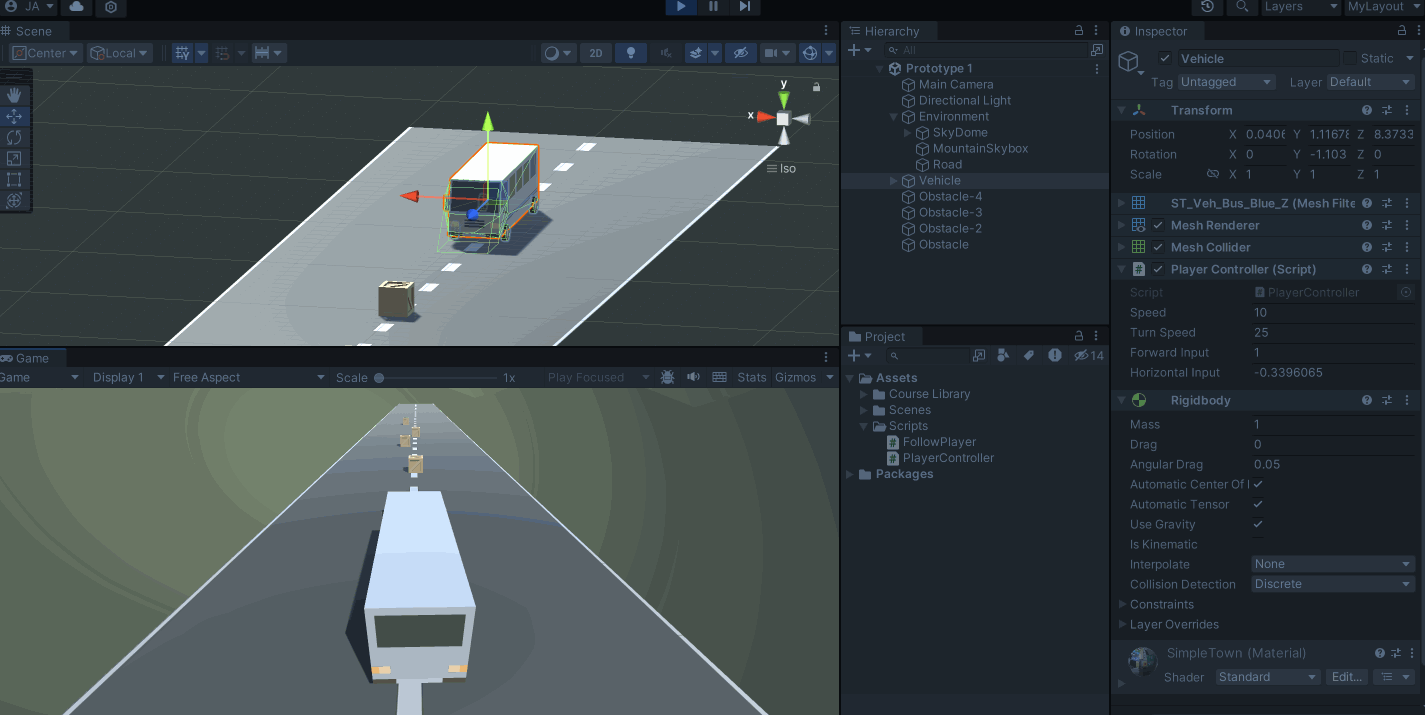 JA
Layers
MyLayout
Scene
Center
Local
2D
y
x
Iso
Game
Game
Display 1
Free Aspect
Scale
1x
Play Focused
Stats
Gizmos
Hierarchy
All
Prototype 1
Main Camera
Directional Light
Environment
SkyDome
MountainSkybox
Road
Vehicle
Obstacle-4
Obstacle-3
Obstacle-2
Obstacle
Project
14
Assets
Course Library
Scenes
Scripts
FollowPlayer
PlayerController
Packages
Inspector
Vehicle
Static
Tag Untagged Layer Default
Transform
Position X 0.0406 Y 1.11678 Z 8.3733
Rotation X 0 Y -1.103 Z 0
Scale X 1 Y 1 Z 1
ST_Veh_Bus_Blue_Z (Mesh Filte
Mesh Renderer
Mesh Collider
# Player Controller (Script)
Script # PlayerController
Speed 10
Turn Speed 25
Forward Input 1
Horizontal Input -0.3396065
Rigidbody
Mass 1
Drag 0
Angular Drag 0.05
Automatic Center Of
Automatic Tensor
Use Gravity
Is Kinematic
Interpolate None
Collision Detection Discrete
Constraints
Layer Overrides
SimpleTown (Material)
Shader Standard Edit...